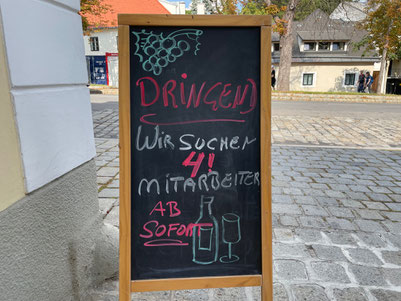 DRINGEND
WIR SUCHEN
4!
MITARBEITER
AB
SOFORT